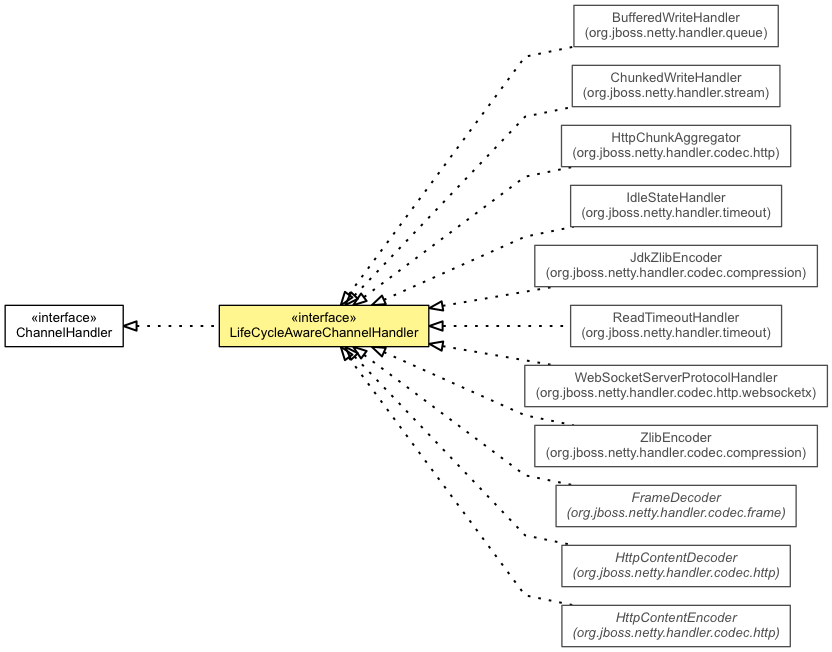 BufferedWriteHandler
(org.jboss.netty.handler.queue)
ChunkedWriteHandler
(org.jboss.netty.handler.stream)
HttpChunkAggregator
(org.jboss.netty.handler.codec.http)
IdleStateHandler
(org.jboss.netty.handler.timeout)
JdkZlibEncoder
(org.jboss.netty.handler.codec.compression)
«interface»
ChannelHandler
«interface»
LifeCycleAwareChannelHandler
ReadTimeoutHandler
(org.jboss.netty.handler.timeout)
WebSocketServerProtocolHandler
(org.jboss.netty.handler.codec.http.websocketx)
ZlibEncoder
(org.jboss.netty.handler.codec.compression)
FrameDecoder
(org.jboss.netty.handler.codec.frame)
HttpContentDecoder
(org.jboss.netty.handler.codec.http)
HttpContentEncoder
(org.jboss.netty.handler.codec.http)